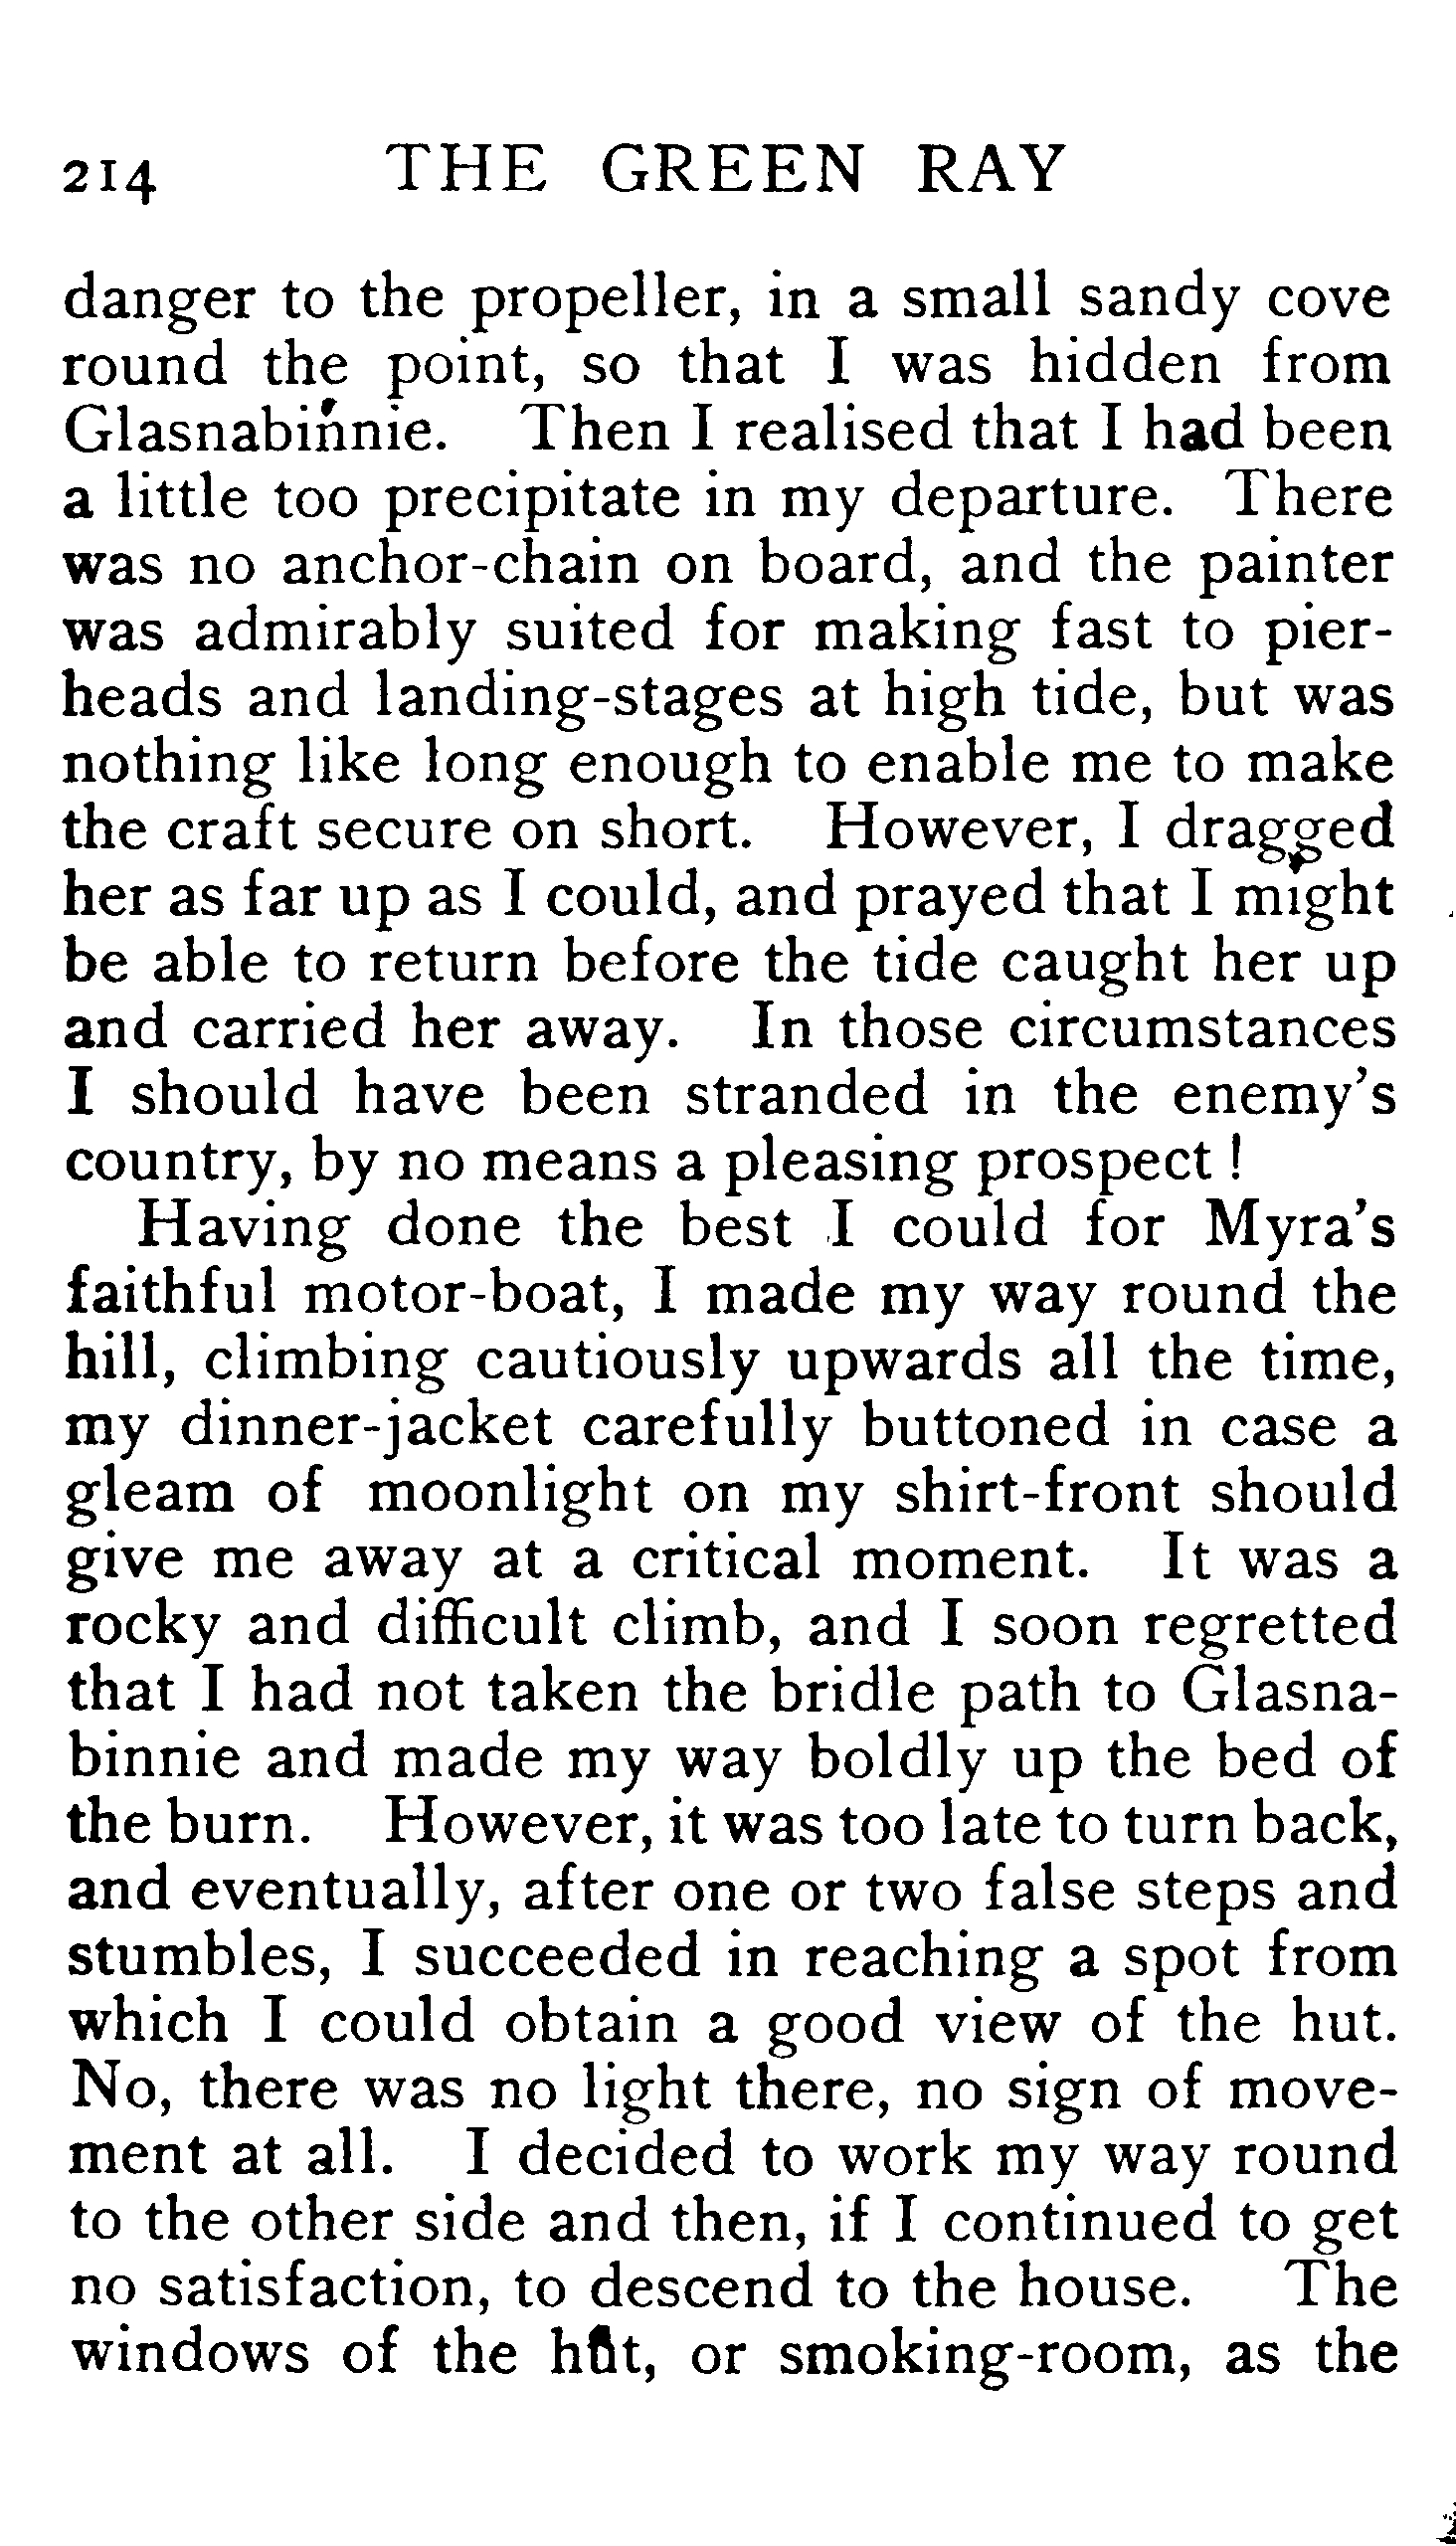 214 THE GREEN RAY
danger to the propeller, in a small sandy cove
round the point, so that I was hidden from
Glasnabinnie. Then I realised that I had been
a little too precipitate in my departure. There
was no anchor-chain on board, and the painter
was admirably suited for making fast to pier-
heads and landing-stages at high tide, but was
nothing like long enough to enable me to make
the craft secure on short. However, I dragged
her as far up as I could, and prayed that I might
be able to return before the tide caught her up
and carried her away. In those circumstances
I should have been stranded in the enemy's
country, by no means a pleasing prospect !
Having done the best I could for Myra's
faithful motor-boat, I made my way round the
hill, climbing cautiously upwards all the time,
my dinner-jacket carefully buttoned in case a
gleam of moonlight on my shirt-front should
give me away at a critical moment. It was a
rocky and difficult climb, and I soon regretted
that I had not taken the bridle path to Glasna-
binnie and made my way boldly up the bed of
the burn. However, it was too late to turn back,
and eventually, after one or two false steps and
stumbles, I succeeded in reaching a spot from
which I could obtain a good view of the hut.
No, there was no light there, no sign of move-
ment at all. I decided to work my way round
to the other side and then, if I continued to get
no satisfaction, to descend to the house. The
windows of the hut, or smoking-room, as the